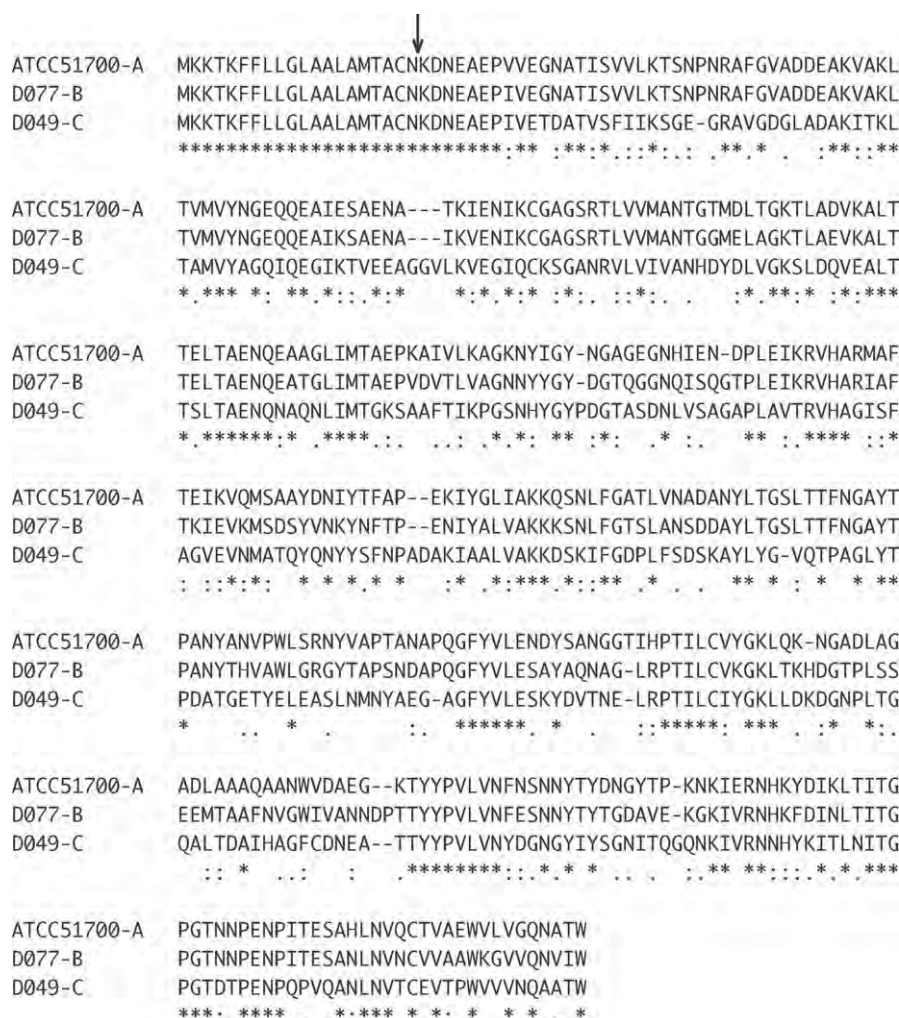 ATCC51700-A MKKTKFFLLGLAALAMTACNKDNEAEPVVEGNATISVVLKTSNPNRAFGVADDEAKVAKL
D077-B MKKTKFFLLGLAALAMTACNKDNEAEPIVEGNATISVVLKTSNPNRAFGVADDEAKVAKL
D049-C MKKTKFFLLGLAALAMTACNKDNEAEPIVETDATVSFIIKSGE-GRAVGDGLADAKITKL
***************************:** :**:*.::*:.: .**.* . :**::**
ATCC51700-A TVMVYNGEQQEAIESAENA---TKIENIKCGAGSRTLVVMANTGTMDLTGKTLADVKALT
D077-B TVMVYNGEQQEAIKSAENA---IKVENIKCGAGSRTLVVMANTGGMELAGKTLAEVKALT
D049-C TAMVYAGQIQEGIKTVEEAGGVLKVEGIQCKSGANRVLVIVANHDYDLVGKSLDQVEALT
*.*** *: **.*::.*:* *:*.*:* :*:. ::*:. . :*.**:* :*:***
ATCC51700-A TELTAENQEAAGLIMTAEPKAIVLKAGKNYIGY-NGAGEGNHIEN-DPLEIKRVHARMAF
D077-B TELTAENQEATGLIMTAEPVDVTLVAGNNYYGY-DGTQGGNQISQGTPLEIKRVHARIAF
D049-C TSLTAENQNAQNLIMTGKSAAFTIKPGSNHYGYPDGTASDNLVSAGAPLAVTRVHAGISF
*.******:* .****.:. ..: .*.*: ** :*: .* :. ** :.**** ::*
ATCC51700-A TEIKVQMSAAYDNIYTFAP--EKIYGLIAKKQSNLFGATLVNADANYLTGSLTTFNGAYT
D077-B TKIEVKMSDSYVNKYNFTP--ENIYALVAKKKSNLFGTSLANSDDAYLTGSLTTFNGAYT
D049-C AGVEVNMATQYQNYYSFNPADAKIAALVAKKDSKIFGDPLFSDSKAYLYG-VQTPAGLYT
: ::*:*: * * *.* * :* .*:***.*::** .* . . ** * : * * **
ATCC51700-A PANYANVPWLSRNYVAPTANAPQGFYVLENDYSANGGTIHPTILCVYGKLQK-NGADLAG
D077-B PANYTHVAWLGRGYTAPSNDAPQGFYVLESAYAQNAG-LRPTILCVKGKLTKHDGTPLSS
D049-C PDATGETYELEASLNMNYAEG-AGFYVLESKYDVTNE-LRPTILCIYGKLLDKDGNPLTG
* .. * . :: ****** * . ::*****: *** . :* *:.
ATCC51700-A ADLAAAQAANWVDAEG--KTYYPVLVNFNSNNYTYDNGYTP-KNKIERNHKYDIKLTITG
D077-B EEMTAAFNVGWIVANNDPTTYYPVLVNFESNNYTYTGDAVE-KGKIVRNHKFDINLTITG
D049-C QALTDAIHAGFCDNEA--TTYYPVLVNYDGNGYIYSGNITQGQNKIVRNNHYKITLNITG
:: * ..: : .********::.*.* * .. . :.** **:::.*.*.***
ATCC51700-A PGTNNPENPITESAHLNVQCTVAEWVLVGQNATW
D077-B PGTNNPENPITESANLNVNCVVAAWKGVVQNVIW
D049-C PGTDTPENPQPVQANLNVTCEVTPWVVVNQAATW
***:.**** . .*:*** * *: * * * . *